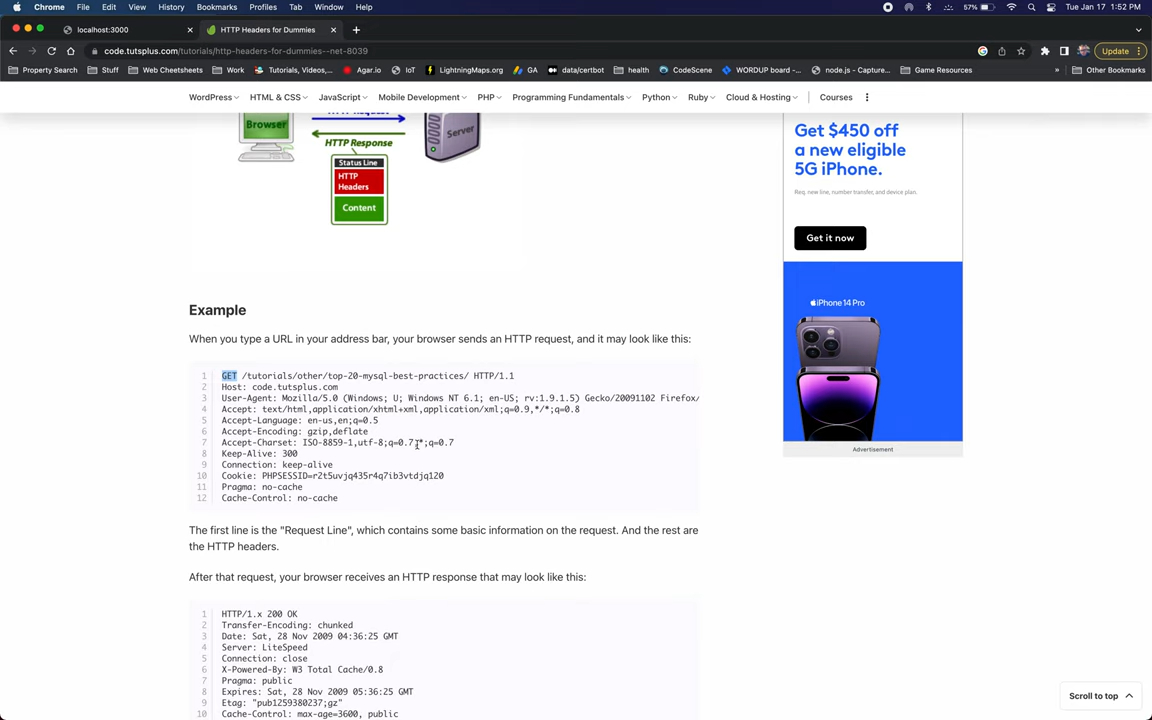 Chrome File Edit View History Bookmarks Profiles Tab Window Help 57% Tue Jan 17 1:52 PM
localhost:3000 HTTP Headers for Dummies
code.tutsplus.com/tutorials/http-headers-for-dummies--net-8039 Update
Property Search Stuff Web Cheetsheets Work Tutorials, Videos,... Agar.io IoT LightningMaps.org GA data/certbot health CodeScene WORDUP board -... node.js - Captur... Game Resources » Other Bookmarks
WordPress HTML & CSS JavaScript Mobile Development PHP Programming Fundamentals Python Ruby Cloud & Hosting Courses
Browser
Server
HTTP Response
Status Line
HTTP
Headers
Content
Get $450 off
a new eligible
5G iPhone.
Req. new line, number transfer, and device plan.
Get it now
iPhone 14 Pro
Advertisement
Example
When you type a URL in your address bar, your browser sends an HTTP request, and it may look like this:
1 GET /tutorials/other/top-20-mysql-best-practices/ HTTP/1.1
2 Host: code.tutsplus.com
3 User-Agent: Mozilla/5.0 (Windows; U; Windows NT 6.1; en-US; rv:1.9.1.5) Gecko/20091102 Firefox/
4 Accept: text/html,application/xhtml+xml,application/xml;q=0.9,*/*;q=0.8
5 Accept-Language: en-us,en;q=0.5
6 Accept-Encoding: gzip,deflate
7 Accept-Charset: ISO-8859-1,utf-8;q=0.7,*;q=0.7
8 Keep-Alive: 300
9 Connection: keep-alive
10 Cookie: PHPSESSID=r2t5uvjq435r4q7ib3vtdjq120
11 Pragma: no-cache
12 Cache-Control: no-cache
The first line is the "Request Line", which contains some basic information on the request. And the rest are
the HTTP headers.
After that request, your browser receives an HTTP response that may look like this:
1 HTTP/1.x 200 OK
2 Transfer-Encoding: chunked
3 Date: Sat, 28 Nov 2009 04:36:25 GMT
4 Server: LiteSpeed
5 Connection: close
6 X-Powered-By: W3 Total Cache/0.8
7 Pragma: public
8 Expires: Sat, 28 Nov 2009 05:36:25 GMT
9 Etag: "pub1259380237;gz"
10 Cache-Control: max-age=3600, public
Scroll to top